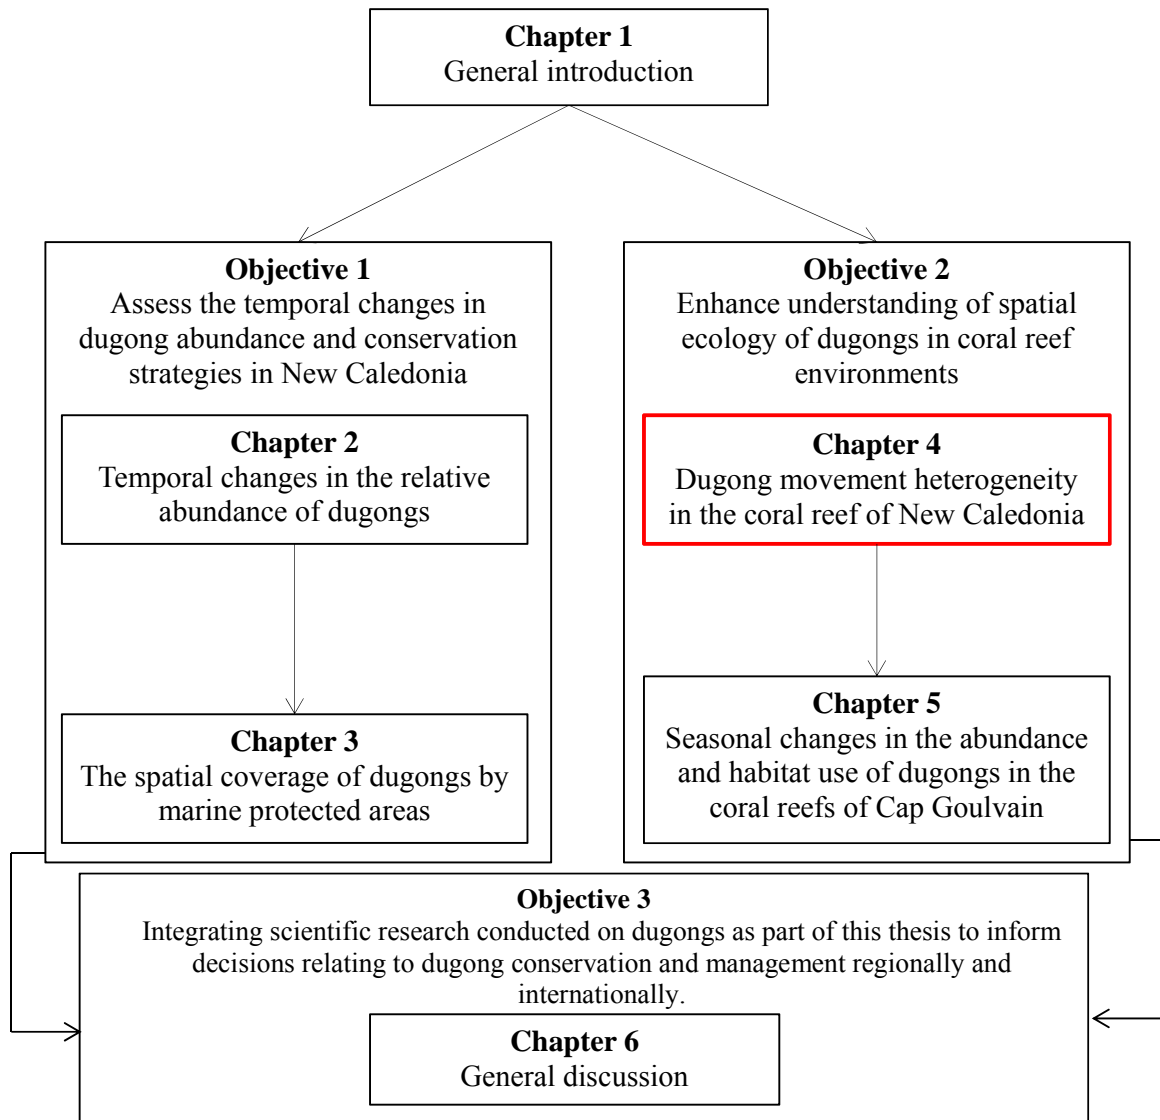 Chapter 1
General introduction
Objective 1
Assess the temporal changes in
dugong abundance and conservation
strategies in New Caledonia
Chapter 2
Temporal changes in the relative
abundance of dugongs
Chapter 3
The spatial coverage of dugongs by
marine protected areas
Objective 2
Enhance understanding of spatial
ecology of dugongs in coral reef
environments
Chapter 4
Dugong movement heterogeneity
in the coral reef of New Caledonia
Chapter 5
Seasonal changes in the abundance
and habitat use of dugongs in the
coral reefs of Cap Goulvain
Objective 3
Integrating scientific research conducted on dugongs as part of this thesis to inform
decisions relating to dugong conservation and management regionally and
internationally.
Chapter 6
General discussion